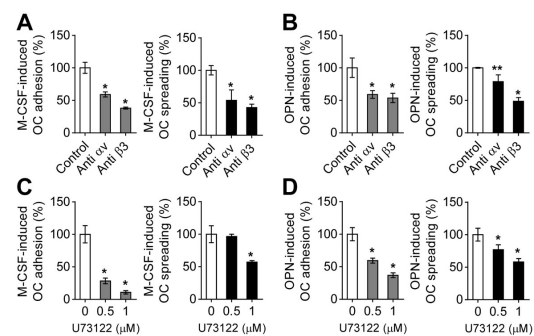 A
M-CSF-induced
OC adhesion (%)
150
100
50
0
*
*
Control
Anti αv
Anti β3
M-CSF-induced
OC spreading (%)
150
100
50
0
*
*
Control
Anti αv
Anti β3
B
OPN-induced
OC adhesion (%)
150
100
50
0
*
*
Control
Anti αv
Anti β3
OPN-induced
OC spreading (%)
150
100
50
0
**
*
Control
Anti αv
Anti β3
C
M-CSF-induced
OC adhesion (%)
150
100
50
0
*
*
0 0.5 1
U73122 (μM)
M-CSF-induced
OC spreading (%)
150
100
50
0
*
0 0.5 1
U73122 (μM)
D
OPN-induced
OC adhesion (%)
150
100
50
0
*
*
0 0.5 1
U73122 (μM)
OPN-induced
OC spreading (%)
150
100
50
0
*
*
0 0.5 1
U73122 (μM)